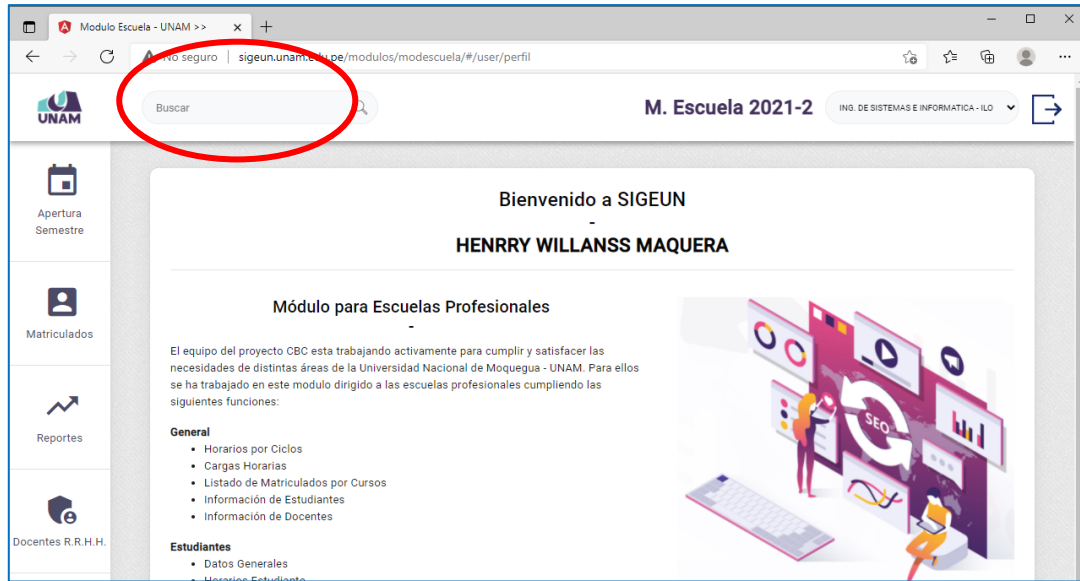 Modulo Escuela - UNAM >>
No seguro | sigeun.unam.edu.pe/modulos/modescuela/#/user/perfil
UNAM
Buscar
M. Escuela 2021-2
ING. DE SISTEMAS E INFORMATICA - ILO
Apertura
Semestre
Matriculados
Reportes
Docentes R.R.H.H.
Bienvenido a SIGEUN
-
HENRRY WILLANSS MAQUERA
Módulo para Escuelas Profesionales
-
El equipo del proyecto CBC esta trabajando activamente para cumplir y satisfacer las
necesidades de distintas áreas de la Universidad Nacional de Moquegua - UNAM. Para ellos
se ha trabajado en este modulo dirigido a las escuelas profesionales cumpliendo las
siguientes funciones:
General
• Horarios por Ciclos
• Cargas Horarias
• Listado de Matriculados por Cursos
• Información de Estudiantes
• Información de Docentes
Estudiantes
• Datos Generales
• Horarios Estudiante
SEO